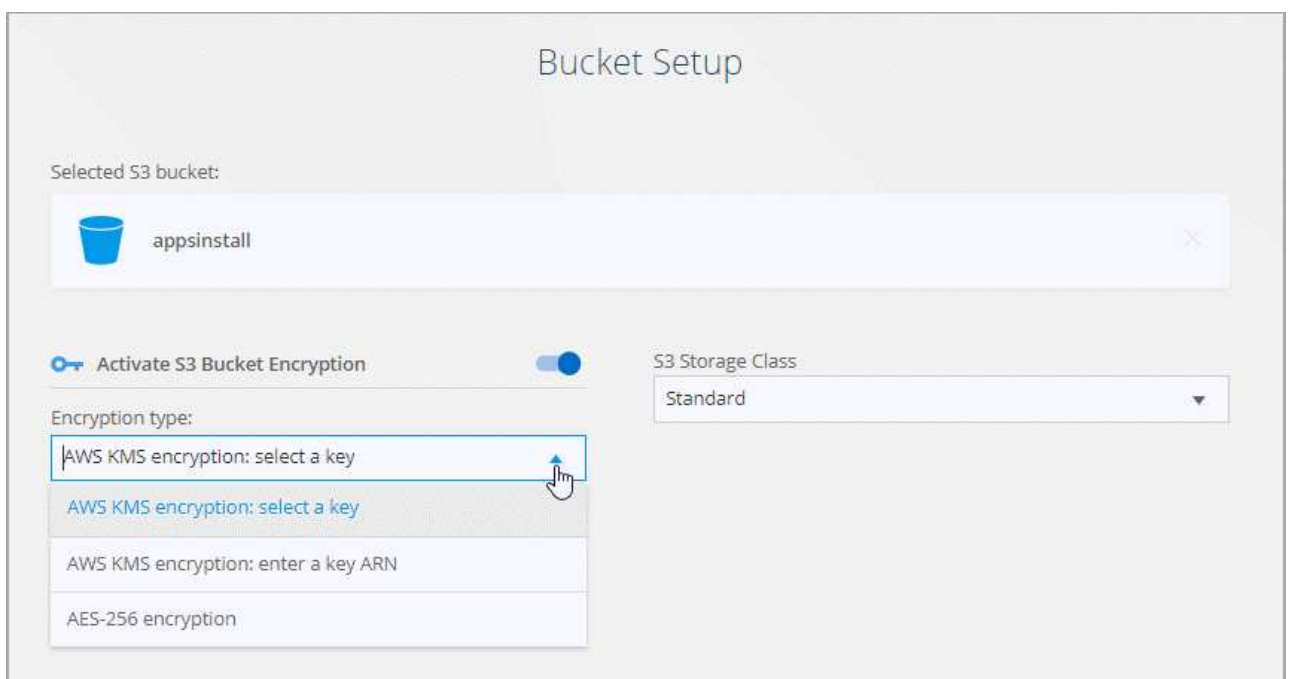 Bucket Setup
Selected S3 bucket:
appsinstall
Activate S3 Bucket Encryption
S3 Storage Class
Standard
Encryption type:
AWS KMS encryption: select a key
AWS KMS encryption: select a key
AWS KMS encryption: enter a key ARN
AES-256 encryption